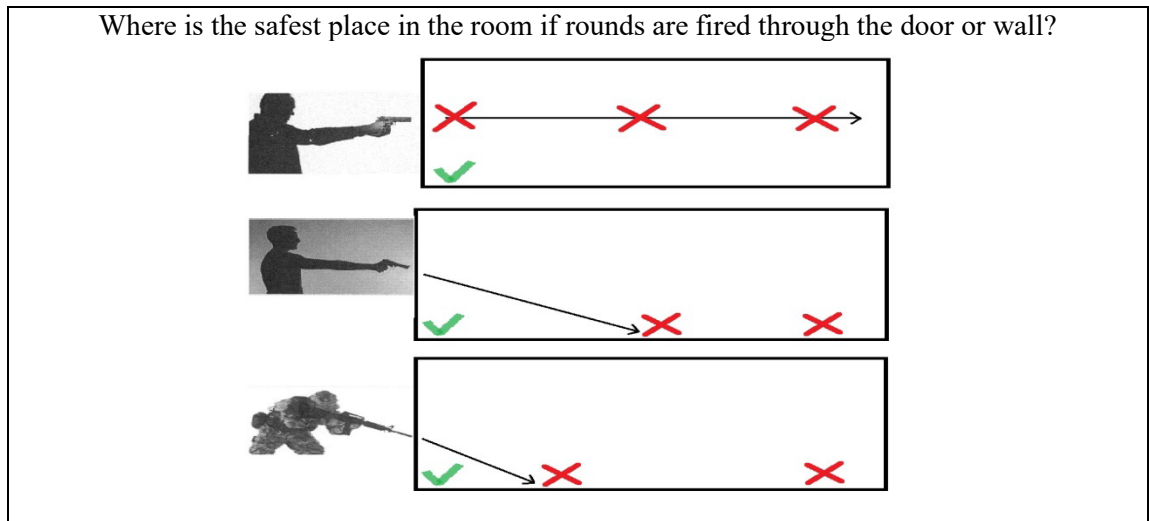 Where is the safest place in the room if rounds are fired through the door or wall?